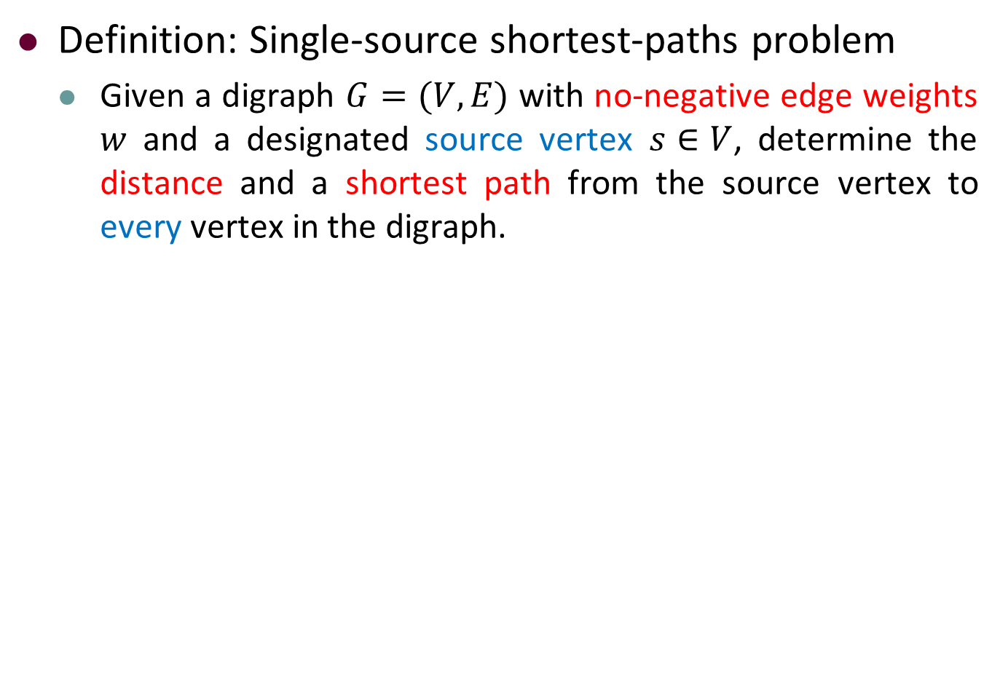 Definition: Single-source shortest-paths problem
Given a digraph G = (V, E) with no-negative edge weights
w and a designated source vertex s ∈ V, determine the
distance and a shortest path from the source vertex to
every vertex in the digraph.